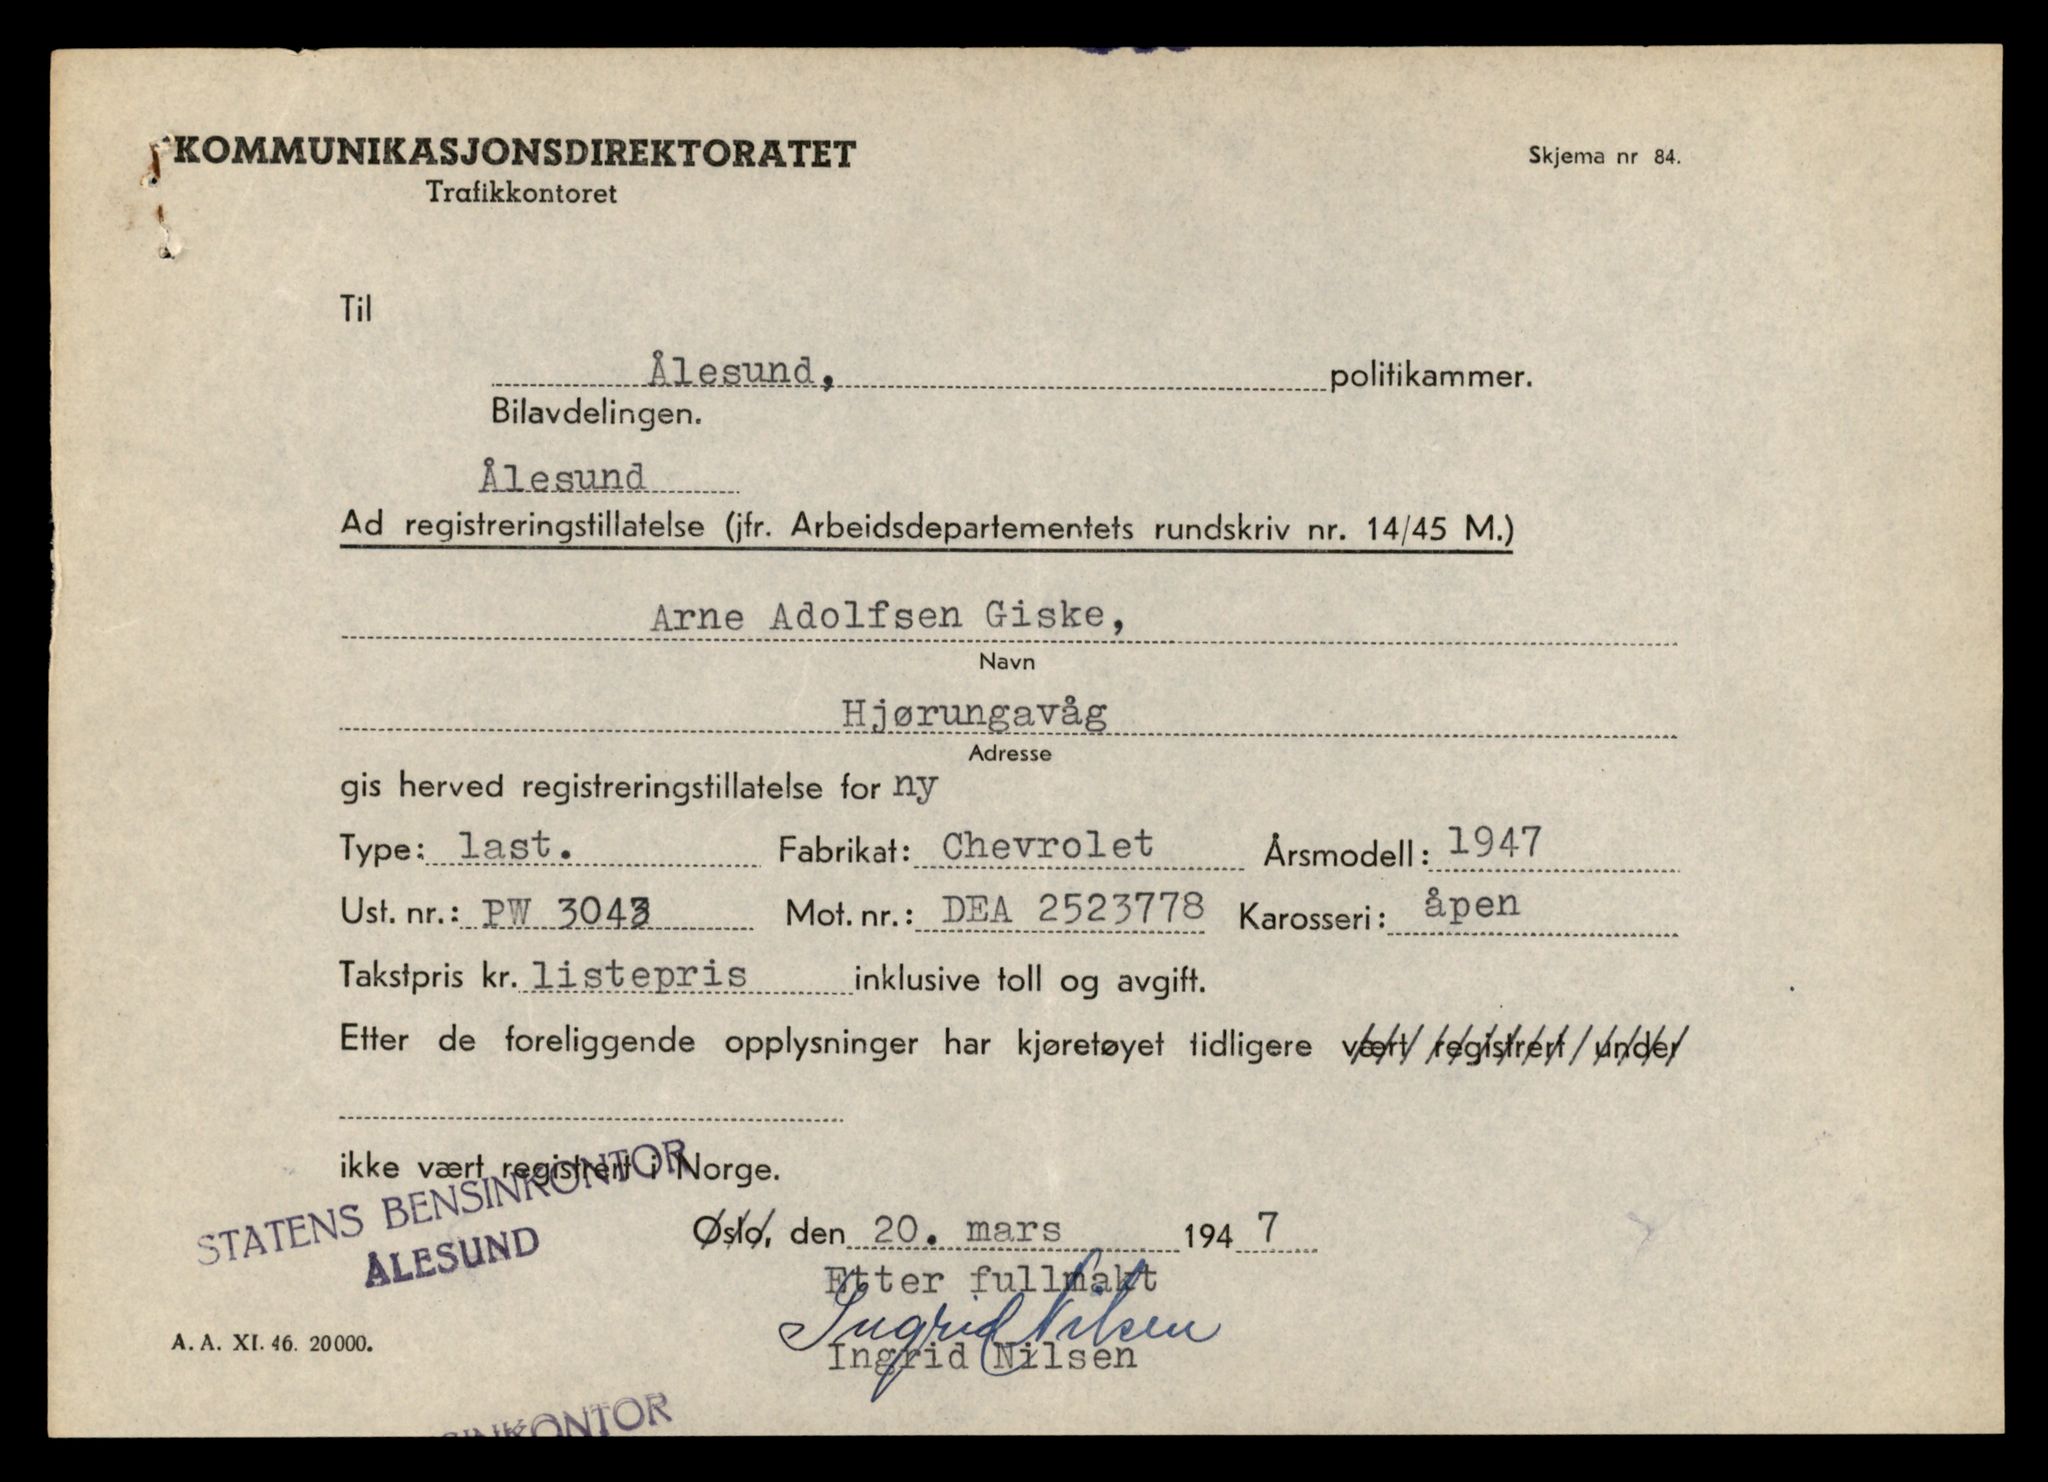 KOMMUNIKASJONSDIREKTORATET
Skjema nr 84.
Trafikkontoret
Til
Ålesund, politikammer.
Bilavdelingen.
Ålesund
Ad registreringstillatelse (jfr. Arbeidsdepartementets rundskriv nr. 14/45 M.)
Arne Adolfsen Giske,
Navn
Hjørungavåg
Adresse
gis herved registreringstillatelse for ny
Type: last. Fabrikat: Chevrolet Årsmodell: 1947
Ust. nr.: PW 3043 Mot. nr.: DEA 2523778 Karosseri: åpen
Takstpris kr. listepris inklusive toll og avgift.
Etter de foreliggende opplysninger har kjøretøyet tidligere vært registrert under
ikke vært registrert i Norge.
STATENS BENSINKONTOR
ÅLESUND
Oslo, den 20. mars 1947
Etter fullmakt
Ingrid Nilsen
Ingrid Nilsen
A. A. XI. 46. 20000.
SINKONTOR